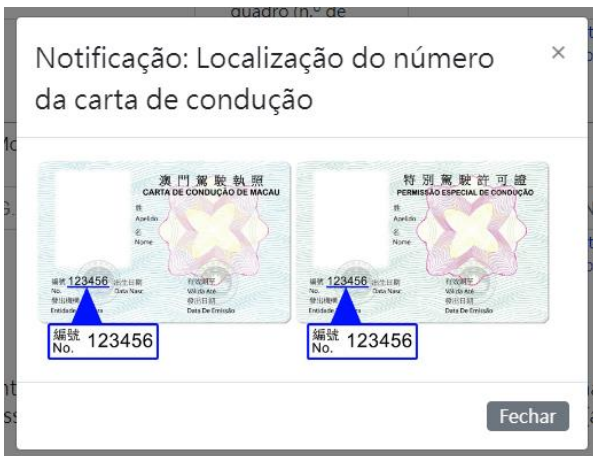 quadro (n.º de
Notificação: Localização do número
da carta de condução
×
澳門駕駛執照
CARTA DE CONDUÇÃO DE MACAU
姓
Apelido
名
Nome
編號 123456 出生日期 有效期至
No. Data Nasc Válida Até
發出機構 發出日期
Entidade Data De Emissão
編號
No. 123456
特別駕駛許可證
PERMISSÃO ESPECIAL DE CONDUÇÃO
姓
Apelido
名
Nome
編號 123456 出生日期 有效期至
No. Data Nasc Válida Até
發出機構 發出日期
Entidade Data De Emissão
編號
No. 123456
Fechar